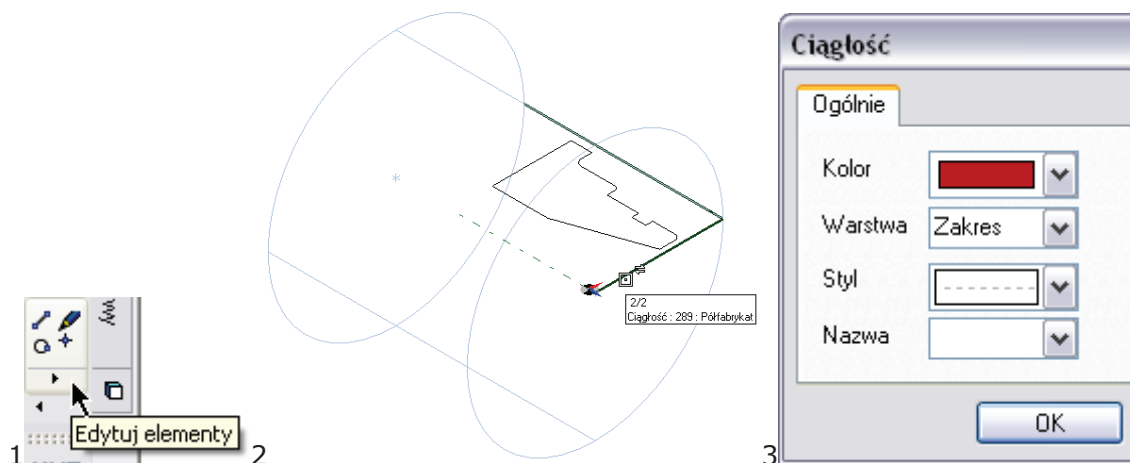 1
Edytuj elementy
2
2/2
Ciągłość : 289 : Półfabrykat
3
Ciągłość
Ogólnie
Kolor
Warstwa Zakres
Styl
Nazwa
OK